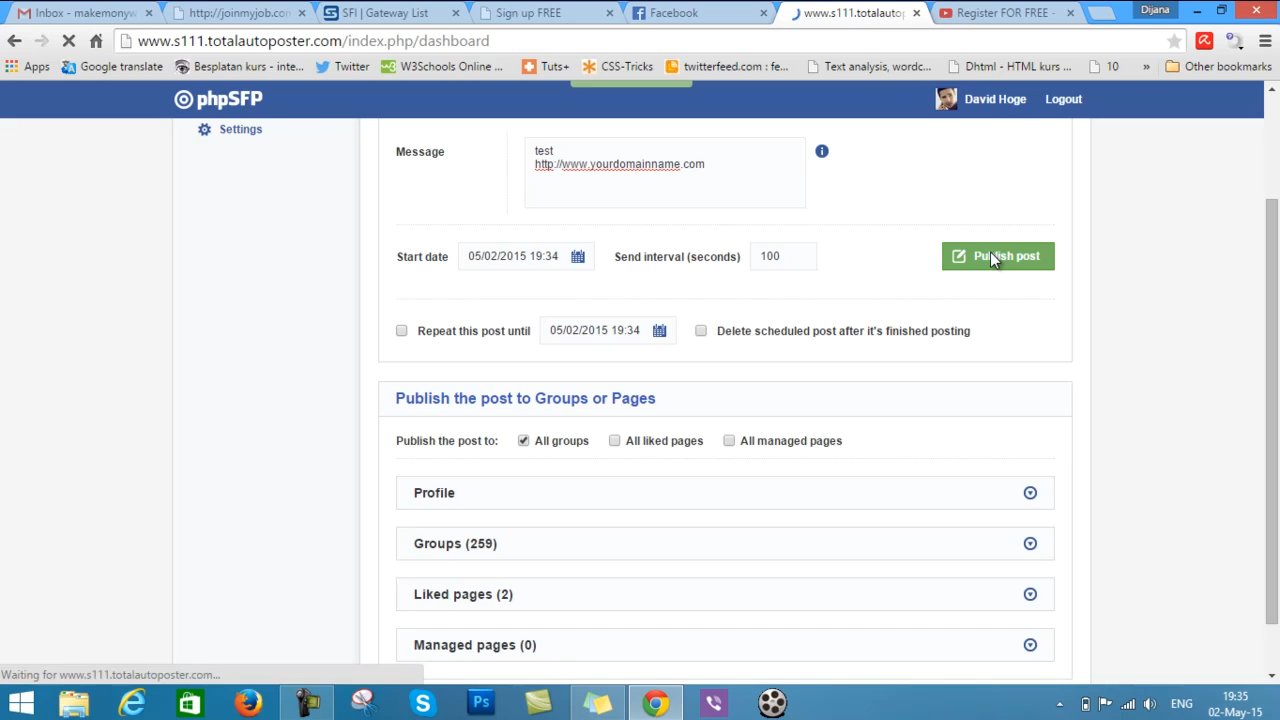 Inbox - makemonyw
http://joinmyjob.con
SFI | Gateway List
Sign up FREE
Facebook
www.s111.totalautopo
Register FOR FREE -
Dijana
www.s111.totalautoposter.com/index.php/dashboard
Apps
Google translate
Besplatan kurs - inte...
Twitter
W3Schools Online ...
Tuts+
CSS-Tricks
twitterfeed.com : fe...
Text analysis, wordc...
Dhtml - HTML kurs ...
10
»
Other bookmarks
phpSFP
David Hoge
Logout
Settings
Message
test
http://www.yourdomainname.com
Start date
05/02/2015 19:34
Send interval (seconds)
100
Publish post
Repeat this post until
05/02/2015 19:34
Delete scheduled post after it's finished posting
Publish the post to Groups or Pages
Publish the post to:
All groups
All liked pages
All managed pages
Profile
Groups (259)
Liked pages (2)
Managed pages (0)
Waiting for www.s111.totalautoposter.com...
Ps
ENG
19:35
02-May-15